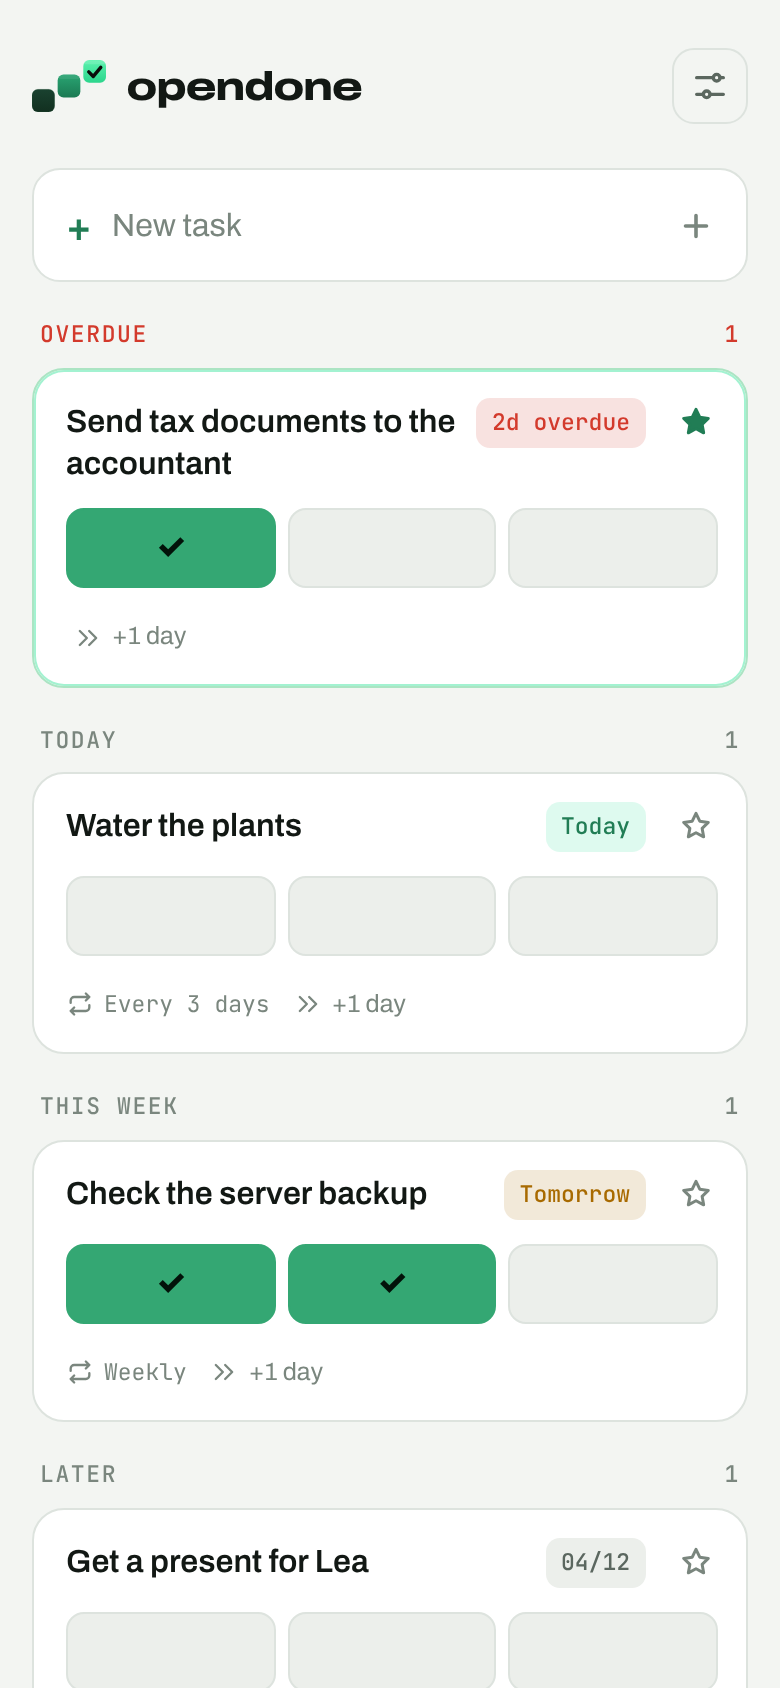 opendone
New task
OVERDUE 1
Send tax documents to the 2d overdue
accountant
+1 day
TODAY 1
Water the plants Today
Every 3 days +1 day
THIS WEEK 1
Check the server backup Tomorrow
Weekly +1 day
LATER 1
Get a present for Lea 04/12